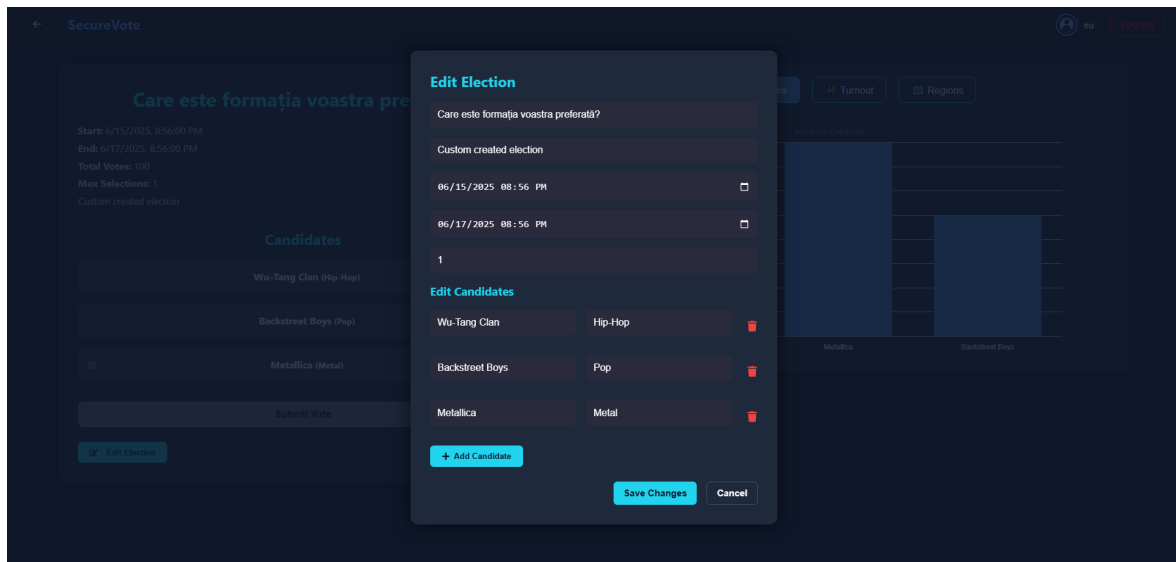 SecureVote
eu
Logout
Care este formația voastra pre
Start: 6/15/2025, 8:56:00 PM
End: 6/17/2025, 8:56:00 PM
Total Votes: 100
Max Selections: 1
Custom created election
Candidates
Wu-Tang Clan (Hip-Hop)
Backstreet Boys (Pop)
Metallica (Metal)
Submit Vote
Edit Election
Edit Election
Care este formația voastra preferată?
Custom created election
06/15/2025 08:56 PM
06/17/2025 08:56 PM
1
Edit Candidates
Wu-Tang Clan Hip-Hop
Backstreet Boys Pop
Metallica Metal
+ Add Candidate
Save Changes Cancel
Turnout
Regions
Metallica
Backstreet Boys